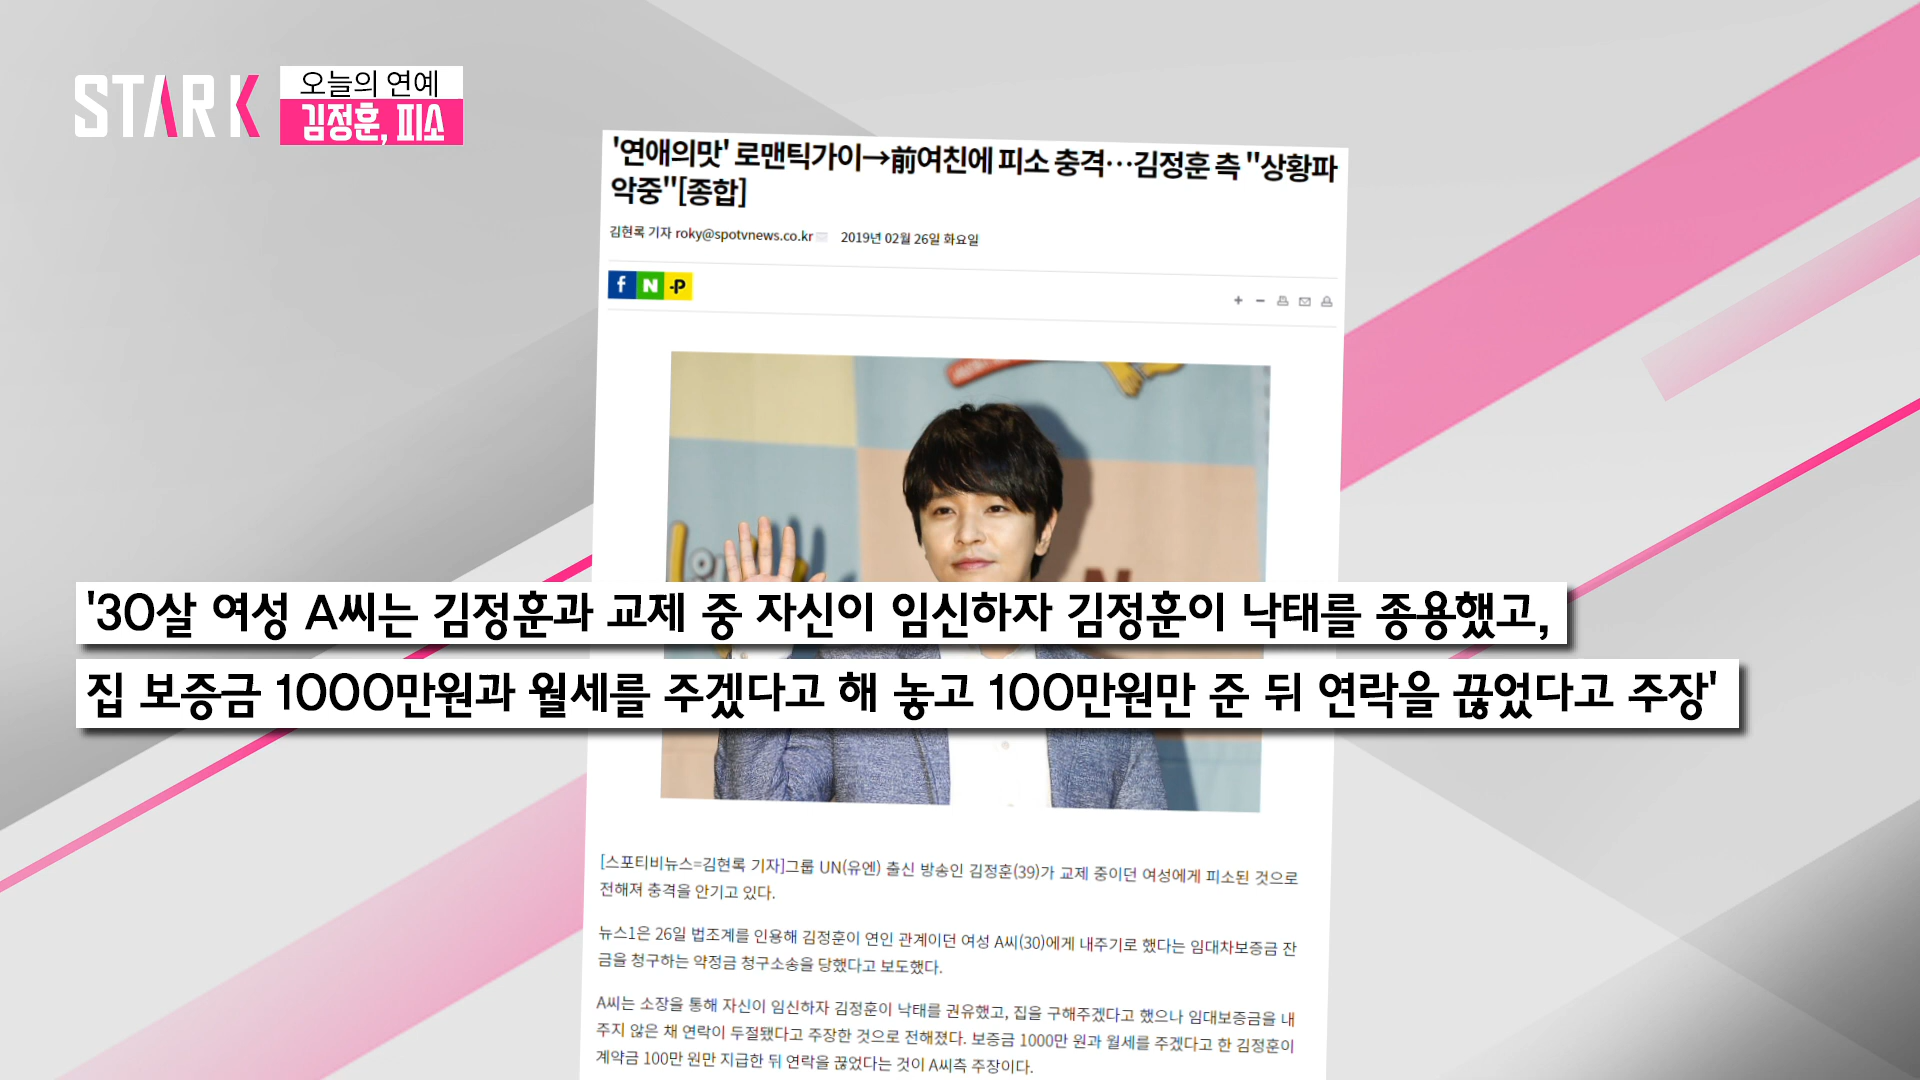 STARK
오늘의 연예
김정훈, 피소
'연애의맛' 로맨틱가이→前여친에 피소 충격…김정훈 측 "상황파
악중"[종합]
김현록 기자 roky@spotvnews.co.kr 2019년 02월 26일 화요일
f N P
'30살 여성 A씨는 김정훈과 교제 중 자신이 임신하자 김정훈이 낙태를 종용했고,
집 보증금 1000만원과 월세를 주겠다고 해 놓고 100만원만 준 뒤 연락을 끊었다고 주장'
[스포티비뉴스=김현록 기자]그룹 UN(유엔) 출신 방송인 김정훈(39)가 교제 중이던 여성에게 피소된 것으로
전해져 충격을 안기고 있다.
뉴스1은 26일 법조계를 인용해 김정훈이 연인 관계이던 여성 A씨(30)에게 내주기로 했다는 임대차보증금 잔
금을 청구하는 약정금 청구소송을 당했다고 보도했다.
A씨는 소장을 통해 자신이 임신하자 김정훈이 낙태를 권유했고, 집을 구해주겠다고 했으나 임대보증금을 내
주지 않은 채 연락이 두절됐다고 주장한 것으로 전해졌다. 보증금 1000만 원과 월세를 주겠다고 한 김정훈이
계약금 100만 원만 지급한 뒤 연락을 끊었다는 것이 A씨측 주장이다.